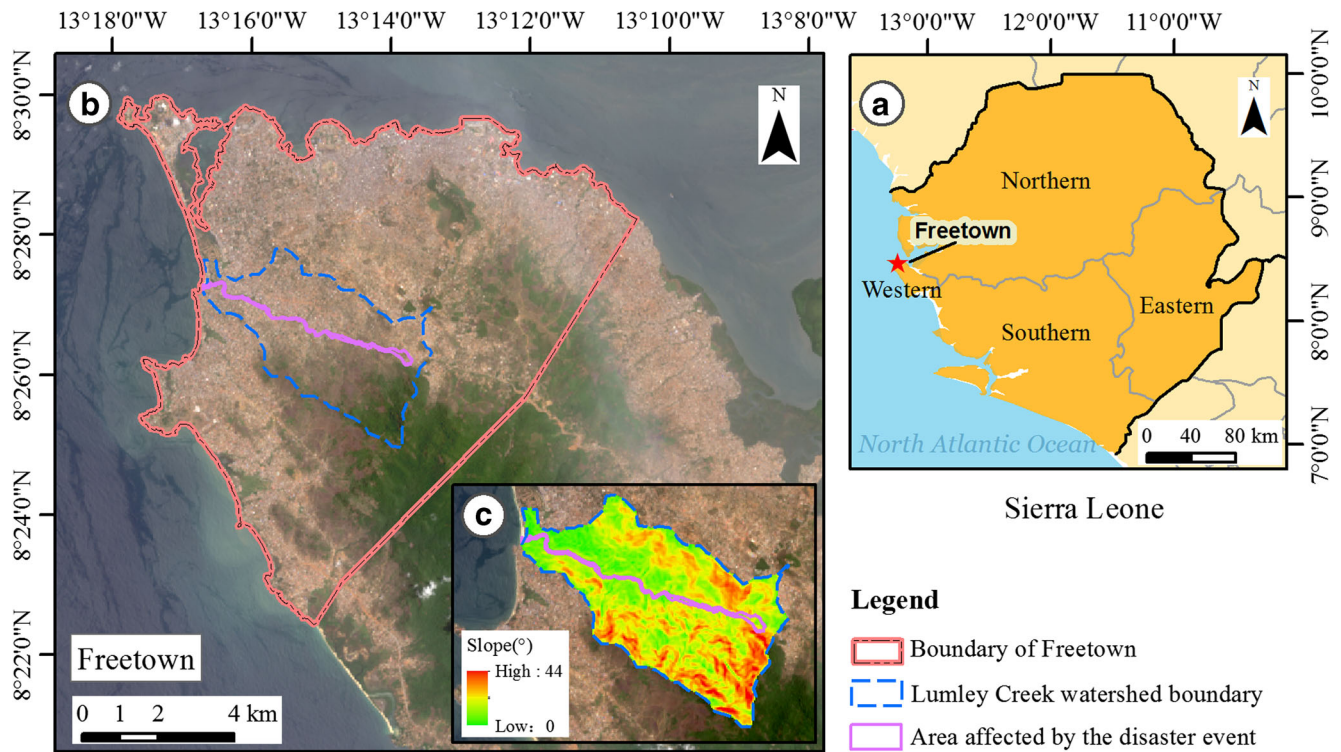 13°18'0"W 13°16'0"W 13°14'0"W 13°12'0"W 13°10'0"W 13°8'0"W
8°30'0"N
8°28'0"N
8°26'0"N
8°24'0"N
8°22'0"N
b
N
Freetown
0 1 2 4 km
c
Slope(°)
High : 44
Low: 0
13°0'0"W 12°0'0"W 11°0'0"W
10°0'0"N
9°0'0"N
8°0'0"N
7°0'0"N
a
N
Northern
Freetown
Western
Eastern
Southern
North Atlantic Ocean
0 40 80 km
Sierra Leone
Legend
Boundary of Freetown
Lumley Creek watershed boundary
Area affected by the disaster event